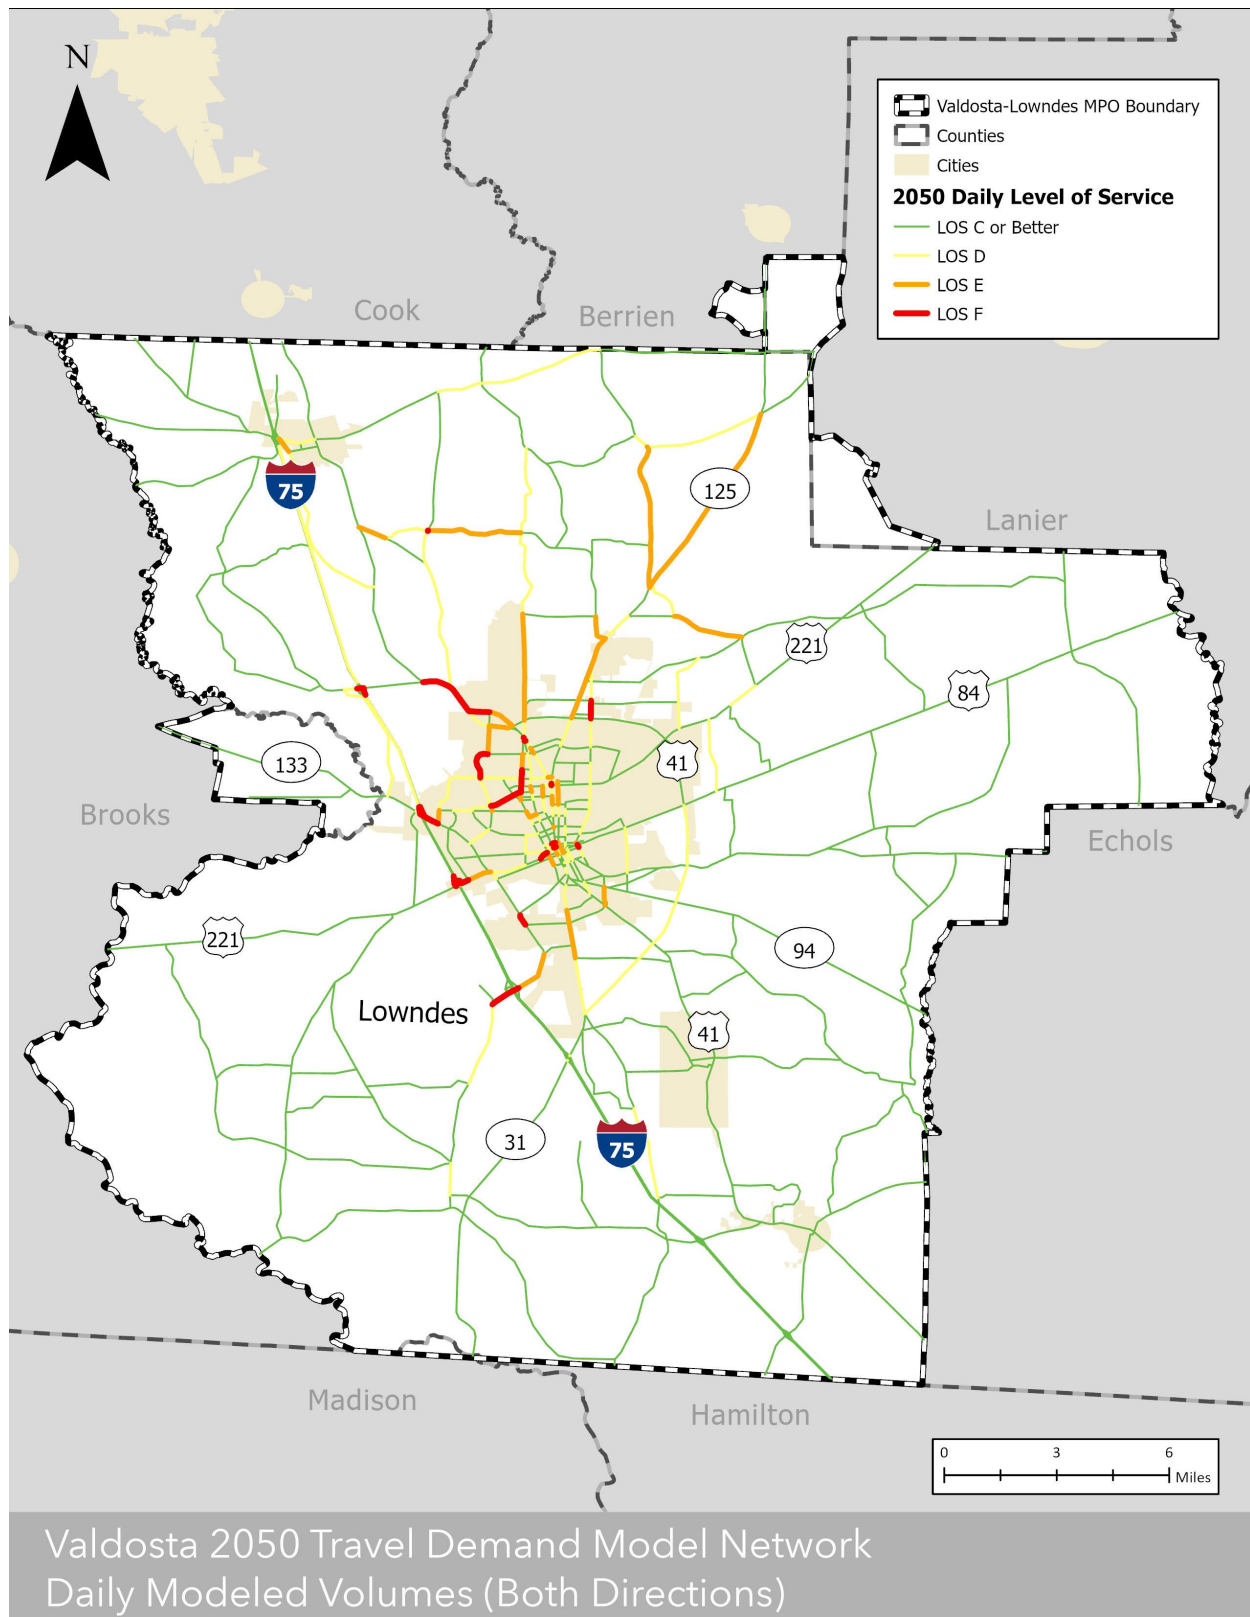 N
Valdosta-Lowndes MPO Boundary
Counties
Cities
2050 Daily Level of Service
LOS C or Better
LOS D
LOS E
LOS F
Cook
Berrien
75
125
Lanier
221
84
133
41
Brooks
Echols
221
94
Lowndes
41
31
75
Madison
Hamilton
0 3 6
Miles
Valdosta 2050 Travel Demand Model Network
Daily Modeled Volumes (Both Directions)